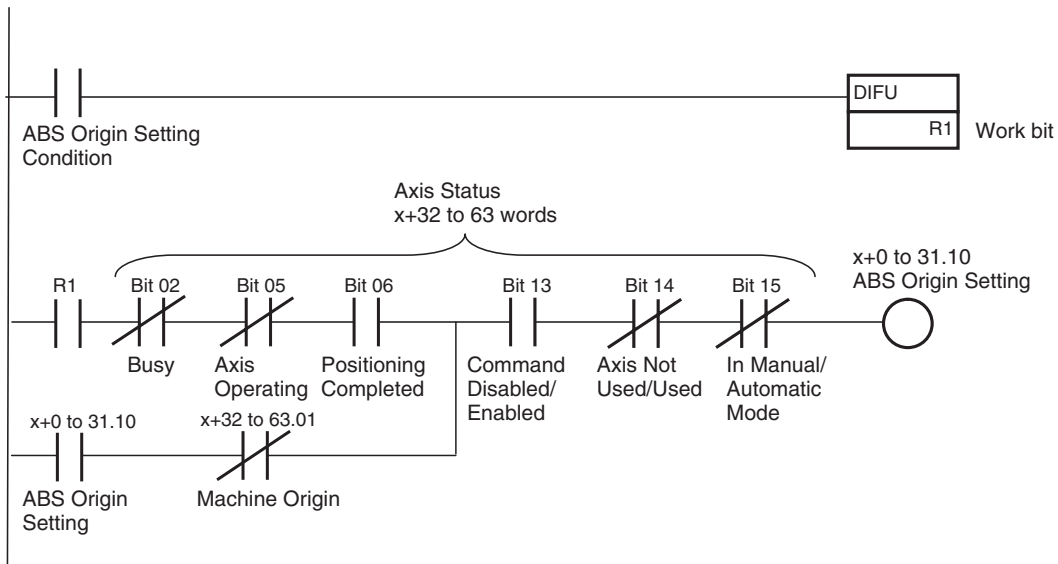 DIFU
R1 Work bit
ABS Origin Setting
Condition
Axis Status
x+32 to 63 words
x+0 to 31.10
ABS Origin Setting
R1 Bit 02 Bit 05 Bit 06 Bit 13 Bit 14 Bit 15
Busy Axis Positioning Command Axis Not In Manual/
Operating Completed Disabled/ Used/Used Automatic
Enabled Mode
x+0 to 31.10 x+32 to 63.01
ABS Origin Machine Origin
Setting